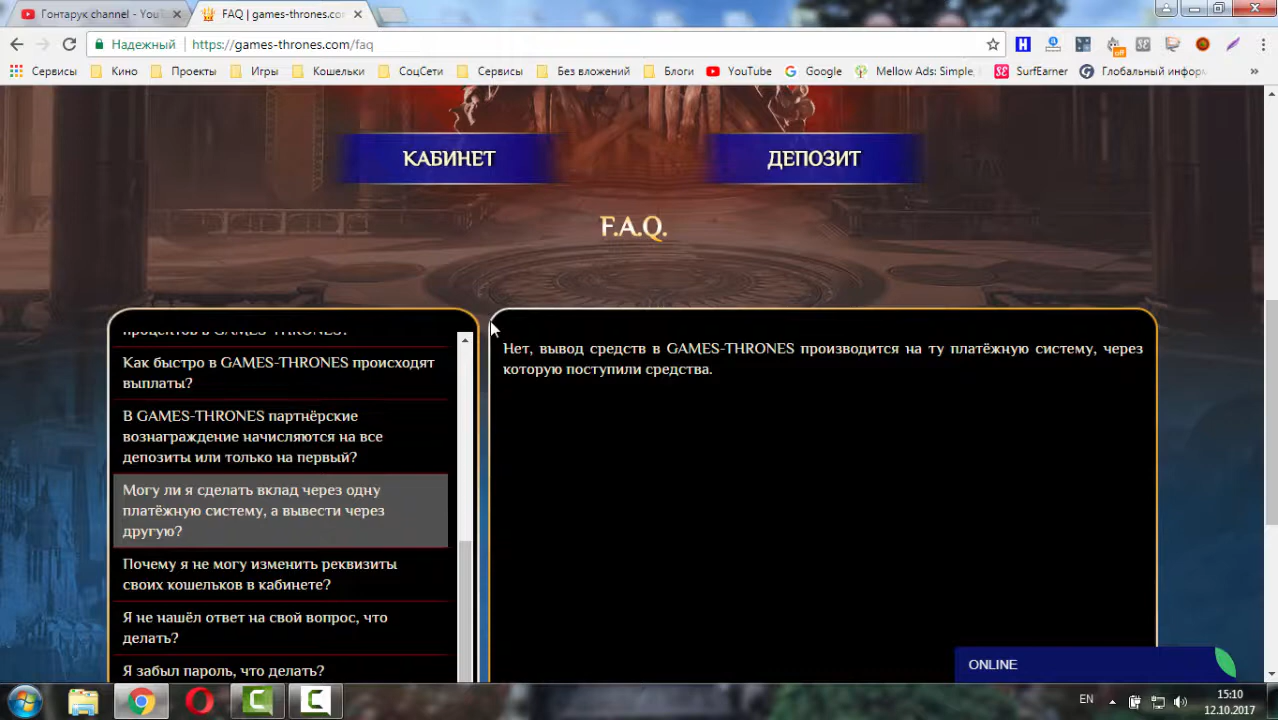 Гонтарук channel - YouT
FAQ | games-thrones.co
Надежный
https://games-thrones.com/faq
Сервисы
Кино
Проекты
Игры
Кошельки
СоцСети
Сервисы
Без вложений
Блоги
YouTube
Google
Mellow Ads: Simple,
SurfEarner
Глобальный инфор
КАБИНЕТ
ДЕПОЗИТ
F.A.Q.
процентов в GAMES-THRONES?
Как быстро в GAMES-THRONES происходят
выплаты?
В GAMES-THRONES партнёрские
вознаграждение начисляются на все
депозиты или только на первый?
Могу ли я сделать вклад через одну
платёжную систему, а вывести через
другую?
Почему я не могу изменить реквизиты
своих кошельков в кабинете?
Я не нашёл ответ на свой вопрос, что
делать?
Я забыл пароль, что делать?
Нет, вывод средств в GAMES-THRONES производится на ту платёжную систему, через
которую поступили средства.
ONLINE
EN
15:10
12.10.2017